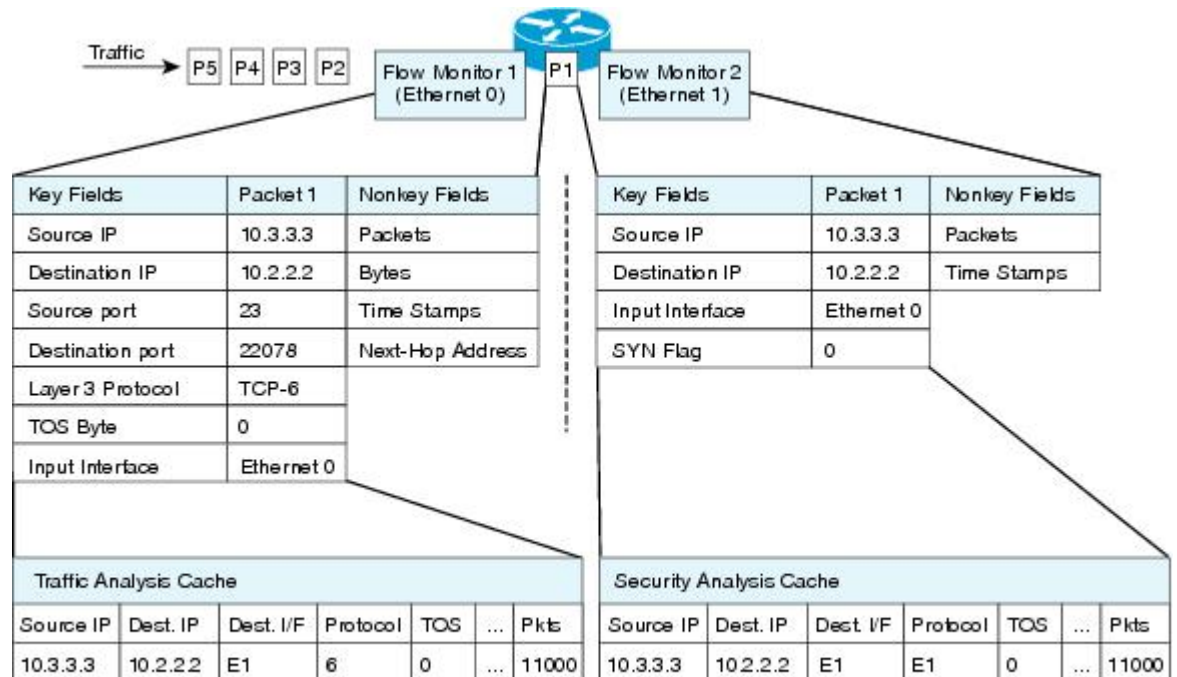 Traffic
P5 P4 P3 P2
Flow Monitor 1
(Ethernet 0)
P1
Flow Monitor 2
(Ethernet 1)
Key Fields Packet 1 Nonkey Fields
Source IP 10.3.3.3 Packets
Destination IP 10.2.2.2 Bytes
Source port 23 Time Stamps
Destination port 22078 Next-Hop Address
Layer 3 Protocol TCP-6
TOS Byte 0
Input Interface Ethernet 0
Key Fields Packet 1 Nonkey Fields
Source IP 10.3.3.3 Packets
Destination IP 10.2.2.2 Time Stamps
Input Interface Ethernet 0
SYN Flag 0
Traffic Analysis Cache
Source IP Dest. IP Dest. I/F Protocol TOS ... Pkts
10.3.3.3 10.2.2.2 E1 6 0 ... 11000
Security Analysis Cache
Source IP Dest. IP Dest. I/F Protocol TOS ... Pkts
10.3.3.3 10.2.2.2 E1 E1 0 ... 11000